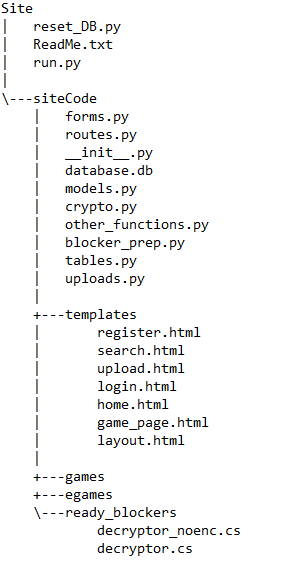 Site
|   reset_DB.py
|   ReadMe.txt
|   run.py
|
\---siteCode
    |   forms.py
    |   routes.py
    |   __init__.py
    |   database.db
    |   models.py
    |   crypto.py
    |   other_functions.py
    |   blocker_prep.py
    |   tables.py
    |   uploads.py
    |
    +---templates
    |       register.html
    |       search.html
    |       upload.html
    |       login.html
    |       home.html
    |       game_page.html
    |       layout.html
    |
    +---games
    +---egames
    \---ready_blockers
            decryptor_noenc.cs
            decryptor.cs